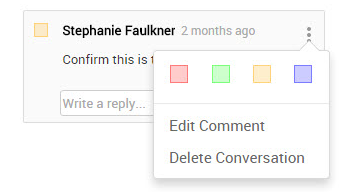 Stephanie Faulkner 2 months ago
Confirm this is
Write a reply...
Edit Comment
Delete Conversation